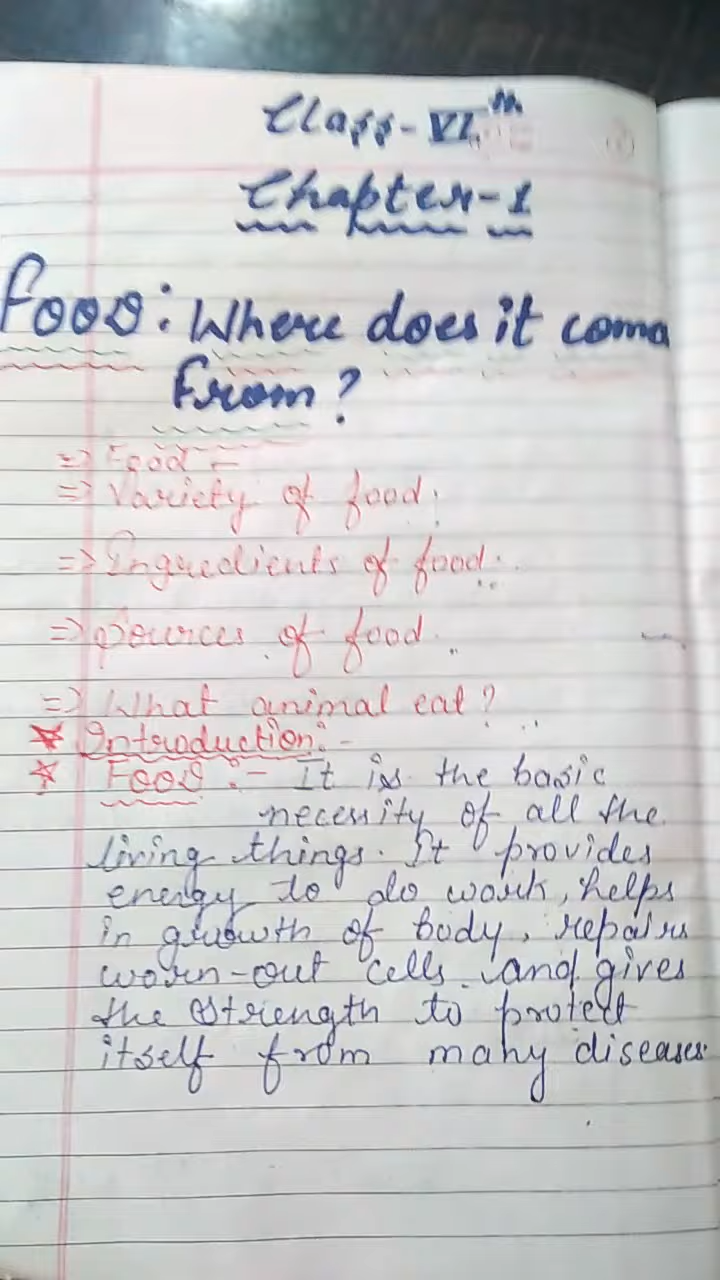 Class - VI th
Chapter - 1
Food : Where does it come
From ?
=> Food -
=> Variety of food :
=> Ingredients of food .
=> Sources of food .
=> What animal eat ?
* Introduction : -
* Food : - It is the basic
necessity of all the
living things. It provides
energy to do work, helps
in growth of body, repairs
worn-out cells and gives
the strength to protect
itself from many diseases.